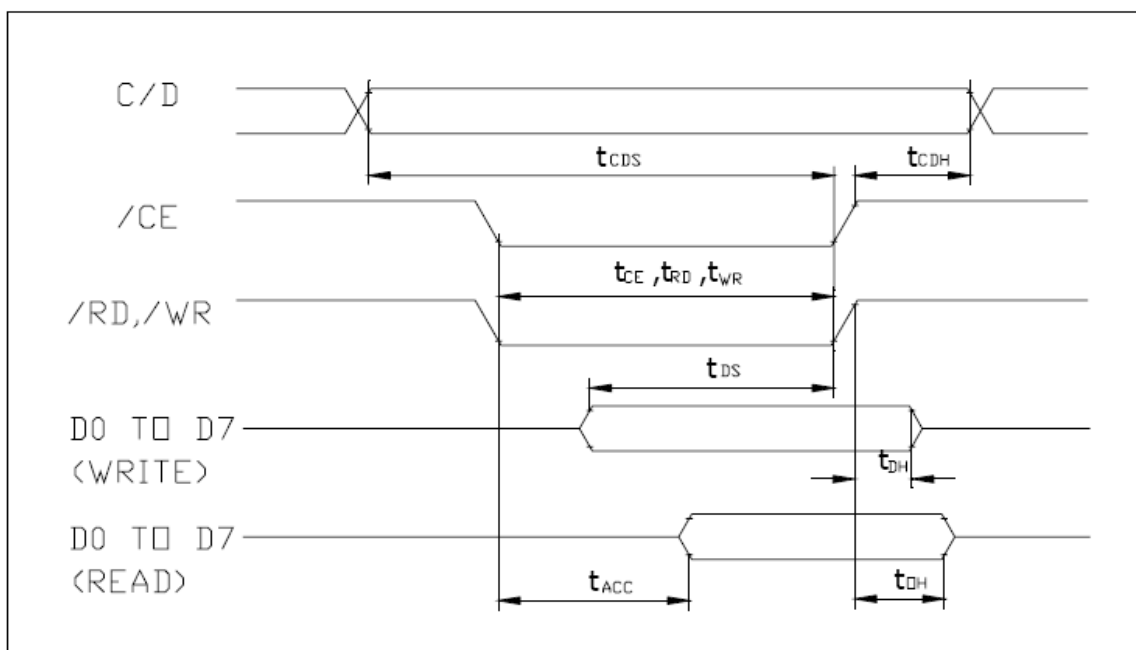 C/D
tCDS
tCDH
/CE
tCE ,tRD ,tWR
/RD,/WR
tDS
D0 TO D7
(WRITE)
tDH
D0 TO D7
(READ)
tACC
tOH